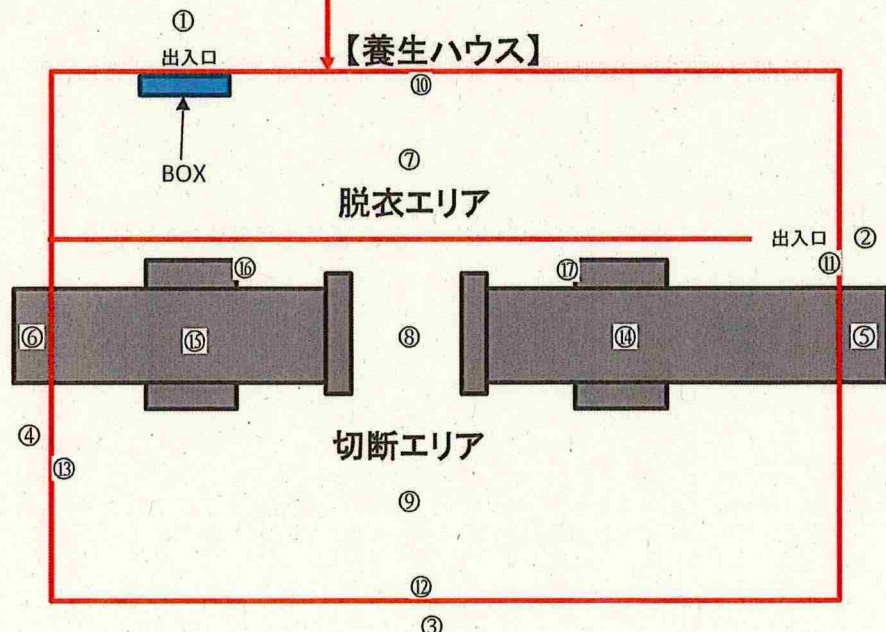 ①
出入口
【養生ハウス】
⑩
BOX
⑦
脱衣エリア
出入口
②
⑪
⑯
⑰
⑥
⑮
⑧
⑭
⑤
④
切断エリア
⑬
⑨
⑫
③